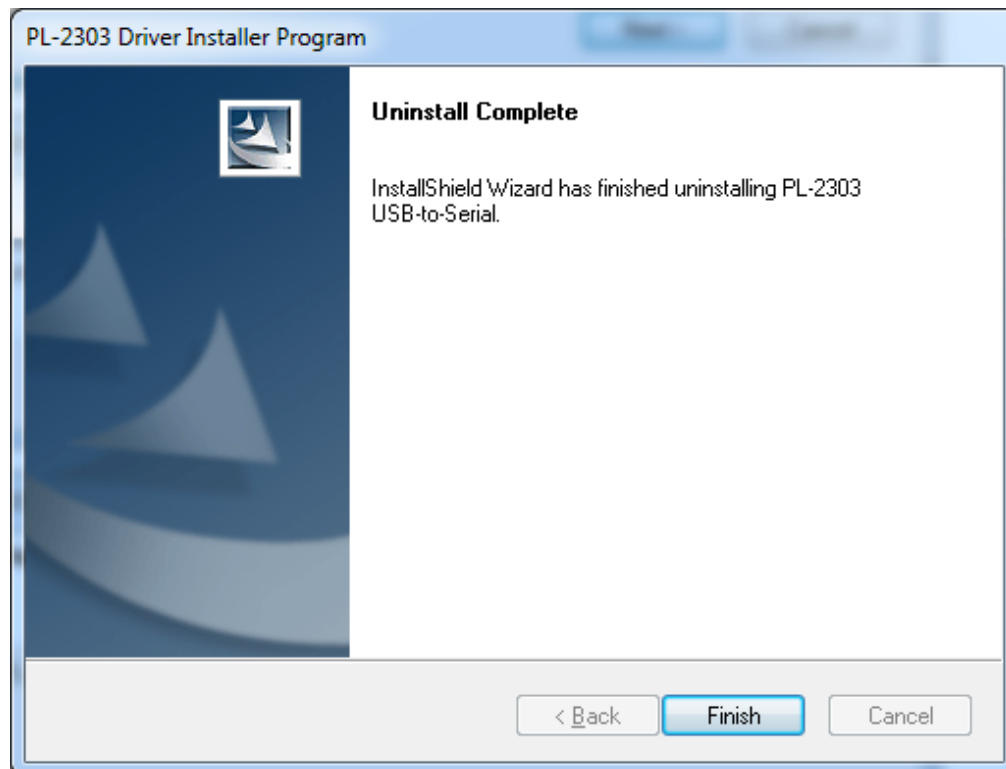 PL-2303 Driver Installer Program
Uninstall Complete
InstallShield Wizard has finished uninstalling PL-2303
USB-to-Serial.
< Back
Finish
Cancel